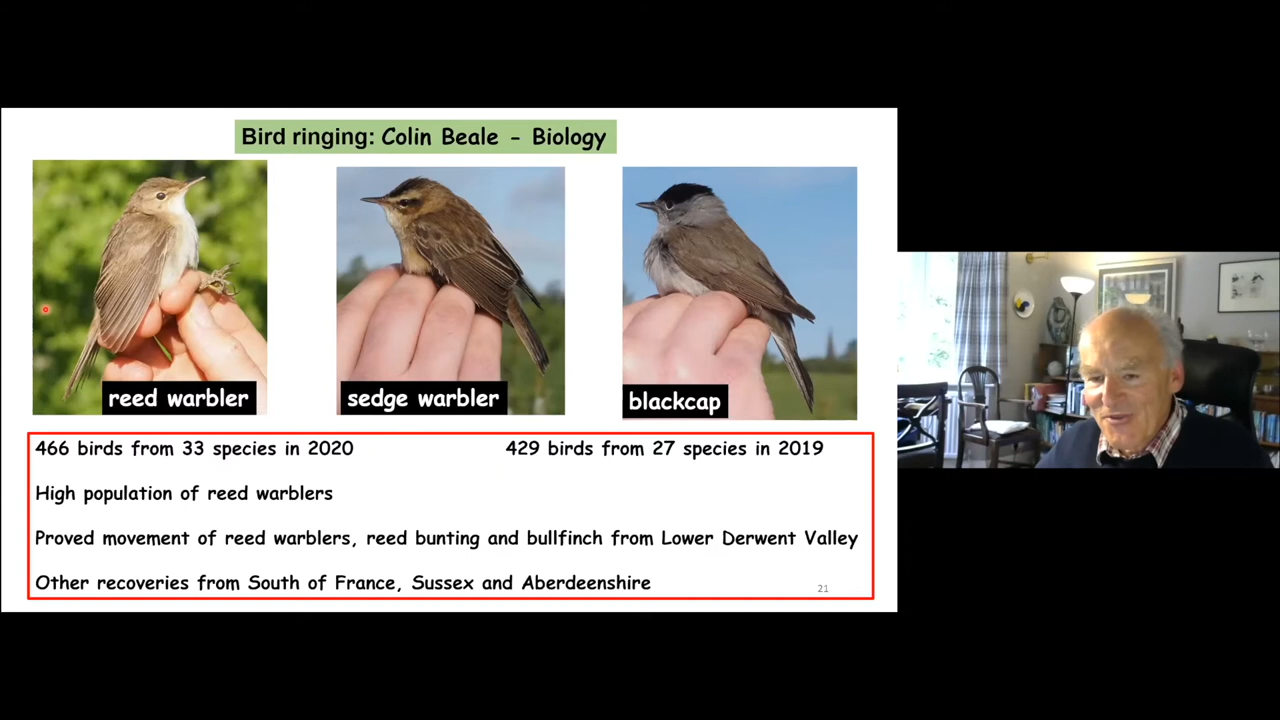 Bird ringing: Colin Beale - Biology
reed warbler
sedge warbler
blackcap
466 birds from 33 species in 2020
429 birds from 27 species in 2019
High population of reed warblers
Proved movement of reed warblers, reed bunting and bullfinch from Lower Derwent Valley
Other recoveries from South of France, Sussex and Aberdeenshire
21